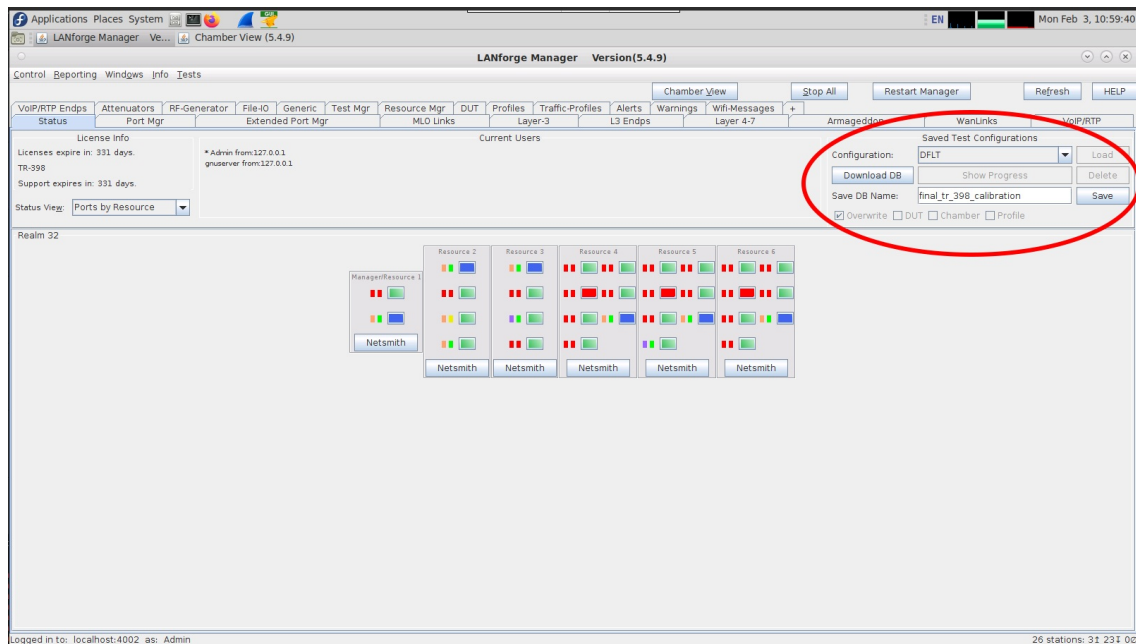 Applications Places System EN Mon Feb 3, 10:59:40
LANforge Manager Ve... Chamber View (5.4.9)
LANforge Manager Version(5.4.9)
Control Reporting Windows Info Tests
Chamber View Stop All Restart Manager Refresh HELP
VoIP/RTP Endps Attenuators RF-Generator File-IO Generic Test Mgr Resource Mgr DUT Profiles Traffic-Profiles Alerts Warnings Wifi-Messages +
Status Port Mgr Extended Port Mgr MLO Links Layer-3 L3 Endps Layer 4-7 Armageddon WanLinks VoIP/RTP
License Info Current Users Saved Test Configurations
Licenses expire in: 331 days. * Admin from:127.0.0.1 Configuration: DFLT Load
TR-398 gnuserver from:127.0.0.1 Download DB Show Progress Delete
Support expires in: 331 days. Save DB Name: final_tr_398_calibration Save
Status View: Ports by Resource Overwrite DUT Chamber Profile
Realm 32
Resource 2 Resource 3 Resource 4 Resource 5 Resource 6
Manager/Resource 1
Netsmith
Netsmith Netsmith Netsmith Netsmith Netsmith
Logged in to: localhost:4002 as: Admin 26 stations: